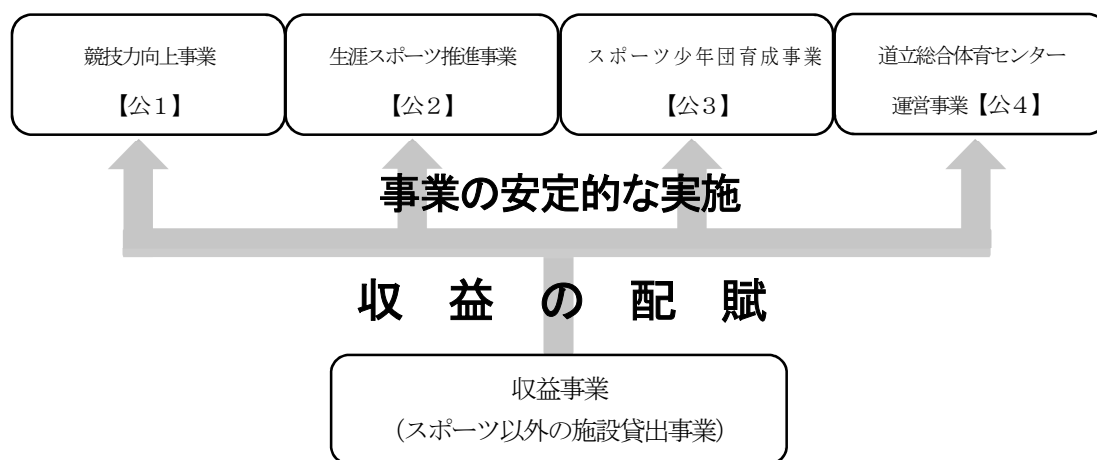 競技力向上事業
【公1】
生涯スポーツ推進事業
【公2】
スポーツ少年団育成事業
【公3】
道立総合体育センター
運営事業【公4】
事業の安定的な実施
収益の配賦
収益事業
(スポーツ以外の施設貸出事業)